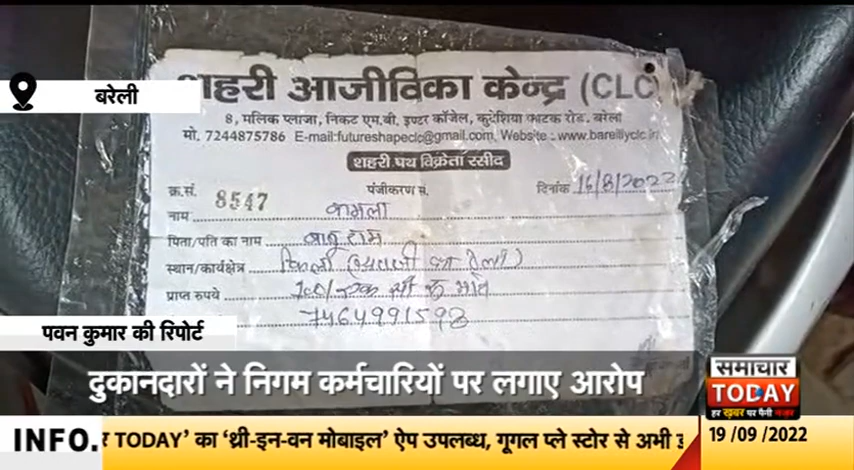 शहरी आजीविका केन्द्र (CLC)
बरेली
8, मलिक प्लाजा, निकट एम.बी. इण्टर कॉलेज, कुदेशिया फाटक रोड, बरेली
मो. 7244875786 E-mail:futureshapeclc@gmail.com, Website : www.bareillyclc.in
शहरी पथ विक्रेता रसीद
क्र.सं. 8547 पंजीकरण सं. दिनांक 16/8/2022
नाम कमला
पिता/पति का नाम बाबू राम
स्थान/कार्यक्षेत्र
प्राप्त रुपये 100/- एक सौ रु मात्र
पवन कुमार की रिपोर्ट
दुकानदारों ने निगम कर्मचारियों पर लगाए आरोप
समाचार
TODAY
हर खबर पर पैनी नजर
INFO. र TODAY’ का ‘थ्री-इन-वन मोबाइल’ ऐप उपलब्ध, गूगल प्ले स्टोर से अभी
19 /09 /2022